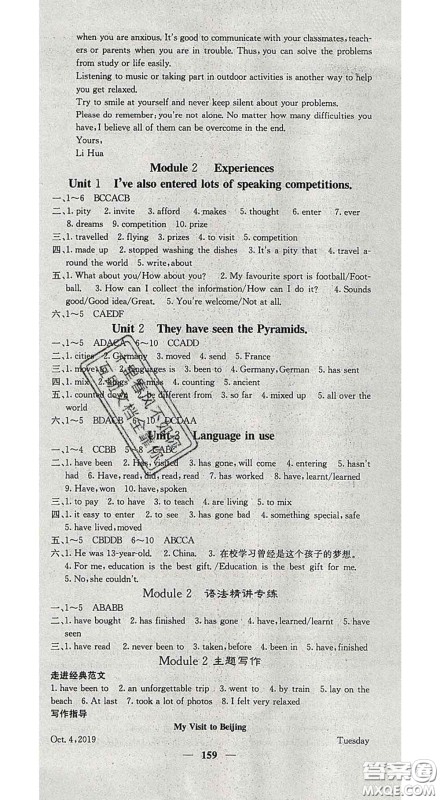 when you are anxious. It's good to communicate with your classmates, teach-
ers or parents when you are in trouble. Thus, you can solve the problems
from study or life easily.
Listening to music or taking part in outdoor activities is another way to help
you get relaxed.
Try to smile at yourself and never keep silent about your problems.
Please do remember: you're not alone. No matter how many difficulties you
have, I believe all of them can be overcome in the end.
Yours,
Li Hua
Module 2 Experiences
Unit 1 I've also entered lots of speaking competitions.
一、1~6 BCCACB
二、1. pity 2. invite 3. afford 4. makes 5. thought 6. ending 7. ever
8. dreams 9. competition 10. prize
三、1. travelled 2. flying 3. prizes 4. to visit 5. competition
四、1. made up 2. stopped washing the dishes 3. It's a pity that 4. travel a-
round the world 5. write, about
五、1. What about you/How about you? 2. My favourite sport is football/Foot-
ball. 3. How can I collect the information/How can I do it? 4. Sounds
good/Good idea/Great. 5. You're welcome/Not at all.
六、1~5 CAEDF
Unit 2 They have seen the Pyramids.
一、1~5 ADACA 6~10 CCADD
二、1. cities 2. Germany 3. moved 4. send 5. France
三、1. moved 2. Germans 3. languages is 3. been to 4. Germany, German 5. has sent
四、1. mix 2. kings 3. miss 4. counting 5. ancient
五、1. counted down 2. be different from 3. so far 4. mixed up 5. all over the
world
六、1~5 BDACB 6~10 DCAAD
Unit 3 Language in use
一、1~4 CCBB 5~8 CABC
二、1. have been 2. Has, visited 3. has gone, will come 4. entering 5. hasn't
had 6. Have, read, did, read, read 7. has worked 8. have, learnt/learned
9. Have, won 10. have, spoken
三、1. to pay 2. to have 3. to teach 4. are living 5. to mix
四、1. it easy to enter 2. to see 3. has gone bad 4. something special, safe
5. have lived, moved
五、1~5 CBDDB 6~10 ABCCA
六、1. He was 13-year-old. 2. China. 3. 在校学习曾经是这个孩子的梦想。
4. For me, education is the best gift. /Education is the best gift for me.
5. No, she couldn't.
Module 2 语法精讲专练
一、1~5 ABABB
二、1. have bought 2. has finished 3. has gone 4. have, learned/learnt
5. hasn't finished
三、1. have read 2. never been to 3. taken, before 4. has been in 5. has been
Module 2 主题写作
走进经典范文
1. have been to 2. an unforgettable trip 3. went to 4. by train 5. lay on the
beach 6. At last 7. took a lot of photos 8. I felt very relaxed
写作指导
My Visit to Beijing
Oct. 4, 2019 Tuesday
159
答案圈
MXQE.COM